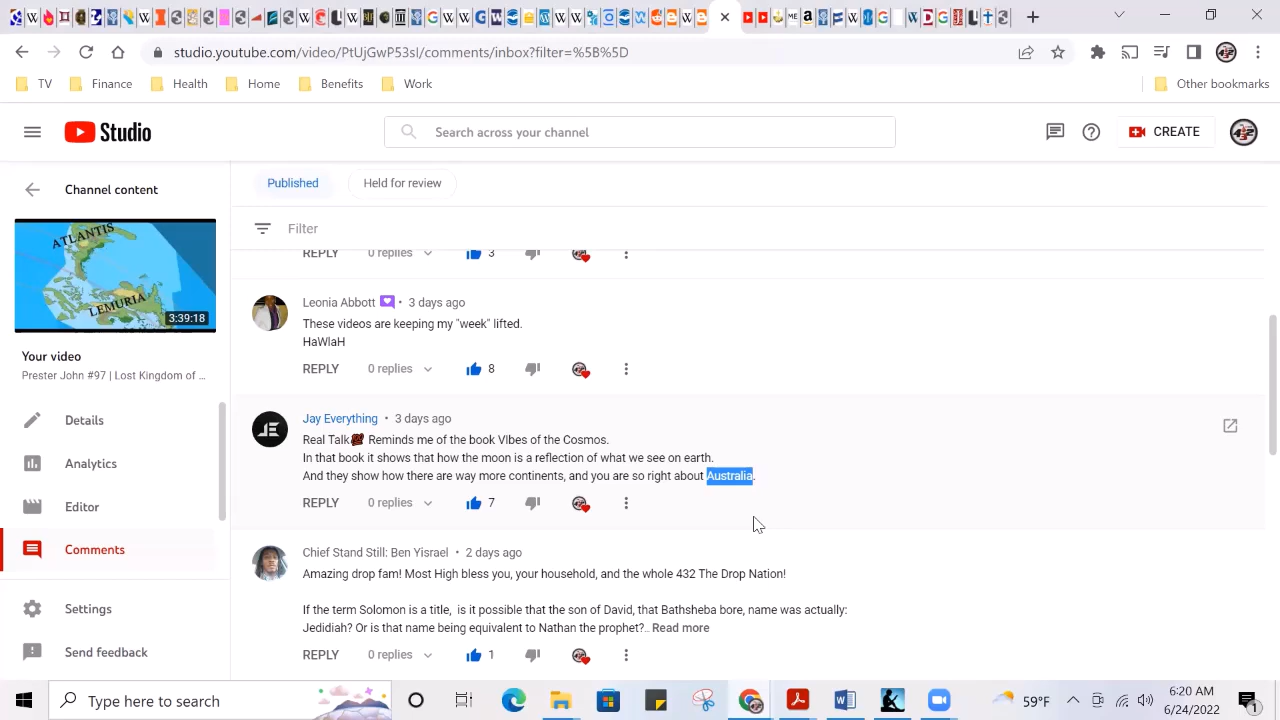 studio.youtube.com/video/PtUjGwP53sI/comments/inbox?filter=%5B%5D
TV Finance Health Home Benefits Work Other bookmarks
Studio
Search across your channel
CREATE
Channel content
Published Held for review
Filter
ATLANTIS
LEMURIA
3:39:18
Your video
Prester John #97 | Lost Kingdom of ...
Details
Analytics
Editor
Comments
Settings
Send feedback
REPLY 0 replies 3
Leonia Abbott • 3 days ago
These videos are keeping my "week" lifted.
HaWlaH
REPLY 0 replies 8
Jay Everything • 3 days ago
Real Talk💯 Reminds me of the book VIbes of the Cosmos.
In that book it shows that how the moon is a reflection of what we see on earth.
And they show how there are way more continents, and you are so right about Australia.
REPLY 0 replies 7
Chief Stand Still: Ben Yisrael • 2 days ago
Amazing drop fam! Most High bless you, your household, and the whole 432 The Drop Nation!
If the term Solomon is a title, is it possible that the son of David, that Bathsheba bore, name was actually:
Jedidiah? Or is that name being equivalent to Nathan the prophet?.. Read more
REPLY 0 replies 1
Type here to search
59°F
6:20 AM
6/24/2022
1